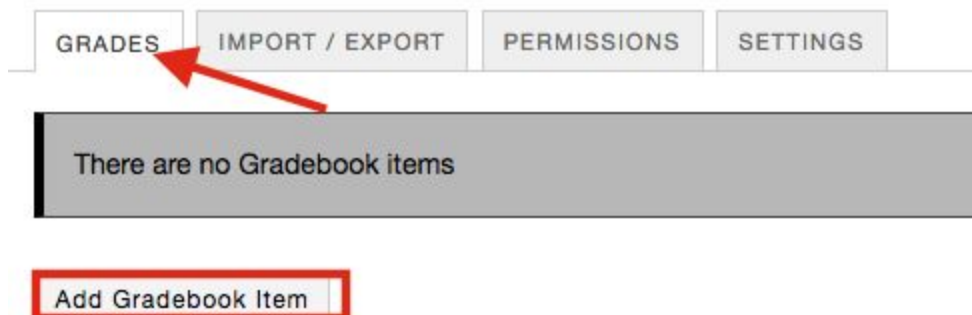 GRADES IMPORT / EXPORT PERMISSIONS SETTINGS
There are no Gradebook items
Add Gradebook Item